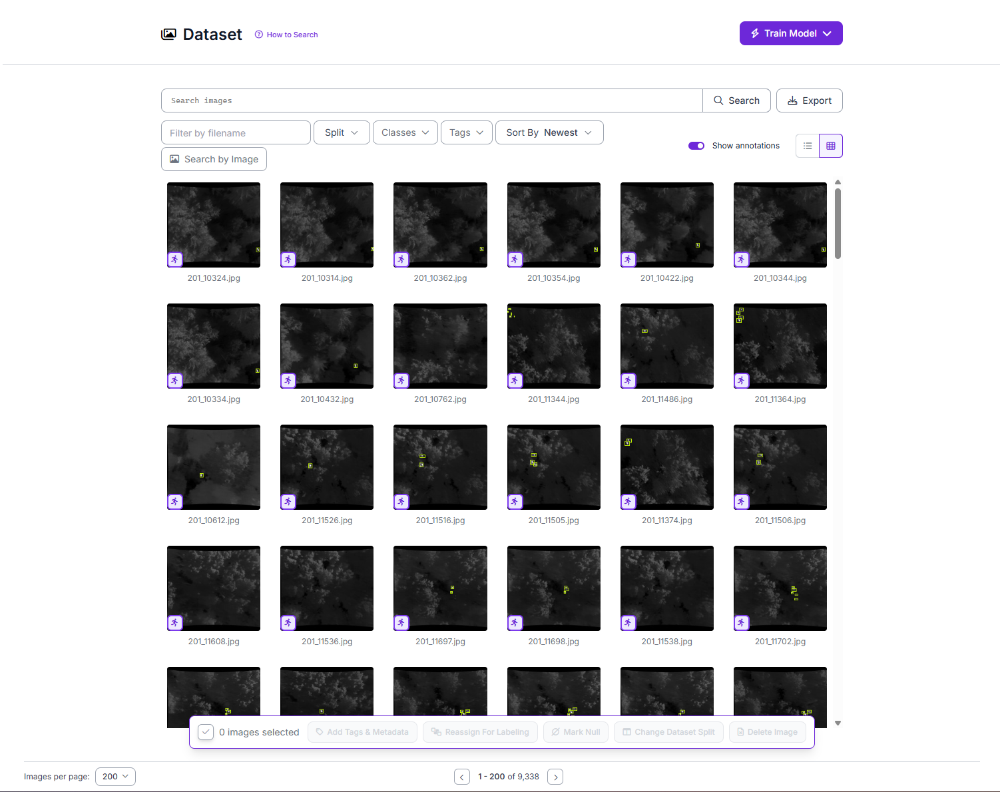 Dataset How to Search Train Model
Search images Search Export
Filter by filename Split Classes Tags Sort By Newest
Show annotations
Search by Image
201_10324.jpg 201_10314.jpg 201_10362.jpg 201_10354.jpg 201_10422.jpg 201_10344.jpg
201_10334.jpg 201_10432.jpg 201_10762.jpg 201_11344.jpg 201_11486.jpg 201_11364.jpg
201_10612.jpg 201_11526.jpg 201_11516.jpg 201_11505.jpg 201_11374.jpg 201_11506.jpg
201_11608.jpg 201_11536.jpg 201_11697.jpg 201_11698.jpg 201_11538.jpg 201_11702.jpg
0 images selected Add Tags & Metadata Reassign For Labeling Mark Null Change Dataset Split Delete Image
Images per page: 200 1 - 200 of 9,338